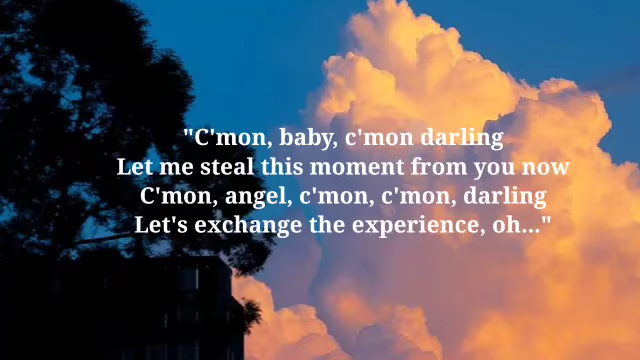 "C'mon, baby, c'mon darling
Let me steal this moment from you now
C'mon, angel, c'mon, c'mon, darling
Let's exchange the experience, oh..."